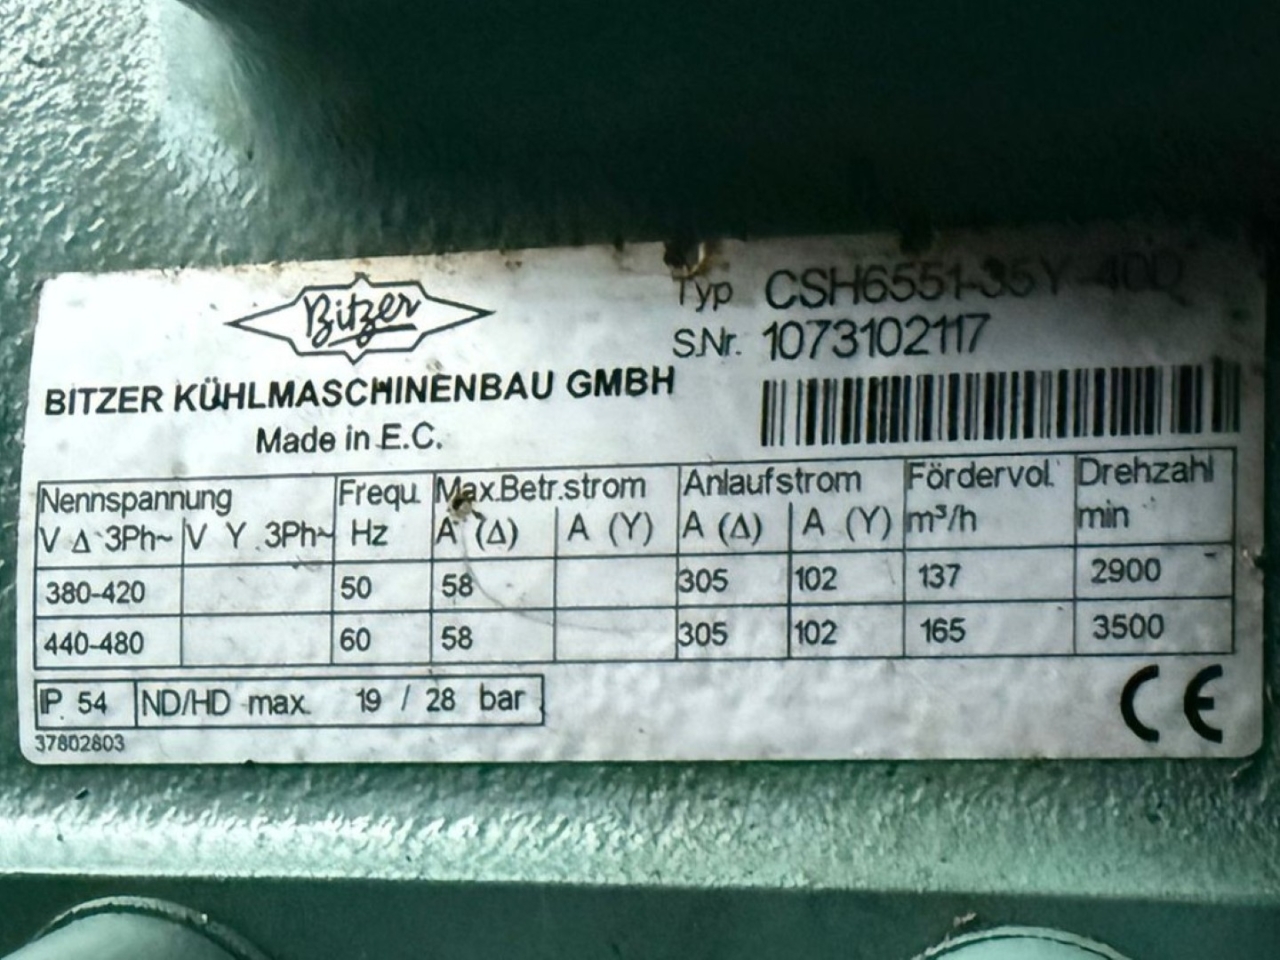 Bitzer
Typ CSH6551-35Y-40D
S.Nr. 1073102117
BITZER KÜHLMASCHINENBAU GMBH
Made in E.C.
Nennspannung Frequ. Max.Betr.strom Anlaufstrom Fördervol. Drehzahl
V Δ 3Ph~ V Y 3Ph~ Hz A (Δ) A (Y) A (Δ) A (Y) m³/h min
380-420 50 58 305 102 137 2900
440-480 60 58 305 102 165 3500
IP 54 ND/HD max. 19 / 28 bar
37802803
CE